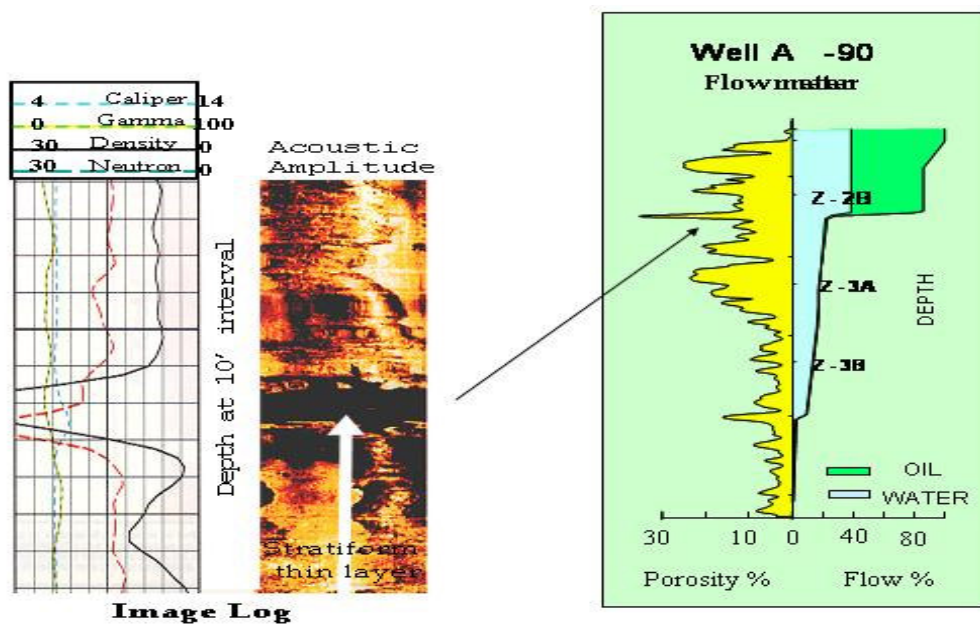 4 Caliper 14
0 Gamma 100
30 Density 0
30 Neutron 0
Acoustic
Amplitude
Depth at 10' interval
Stratiform
thin layer
Image Log
Well A -90
Z-2B
Z-3A
Z-3B
DEPTH
OIL
WATER
30 10 0 40 80
Porosity % Flow %